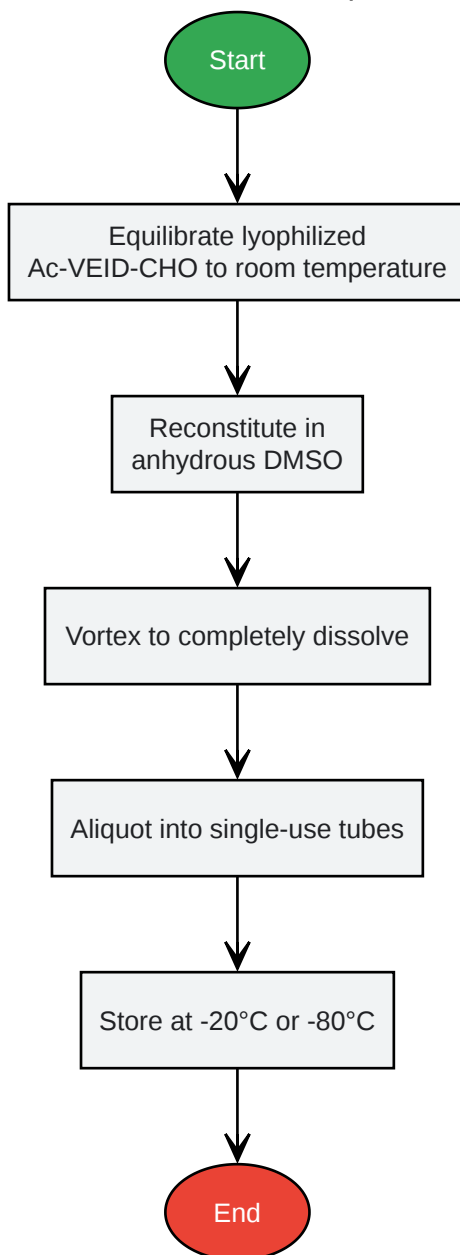 Start
Equilibrate lyophilized
Ac-VEID-CHO to room temperature
Reconstitute in
anhydrous DMSO
Vortex to completely dissolve
Aliquot into single-use tubes
Store at -20°C or -80°C
End